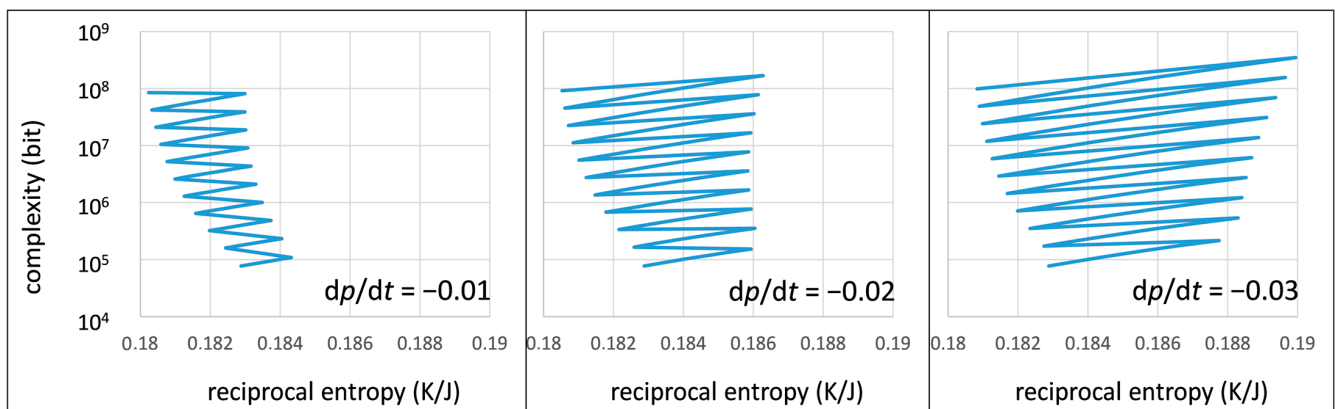 complexity (bit)
10⁹
10⁸
10⁷
10⁶
10⁵
10⁴
dp/dt = −0.01
0.18 0.182 0.184 0.186 0.188 0.19
reciprocal entropy (K/J)
dp/dt = −0.02
0.18 0.182 0.184 0.186 0.188 0.19
reciprocal entropy (K/J)
dp/dt = −0.03
0.18 0.182 0.184 0.186 0.188 0.19
reciprocal entropy (K/J)